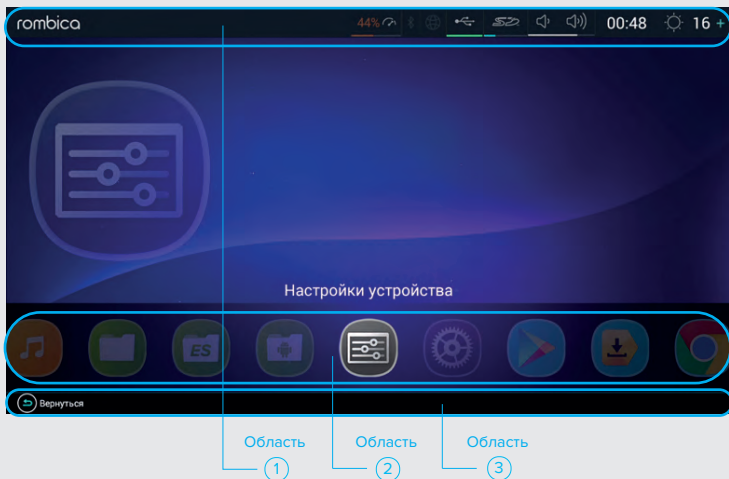 rombica 44% 00:48 16 +
Настройки устройства
ES
Вернуться
Область Область Область
1 2 3